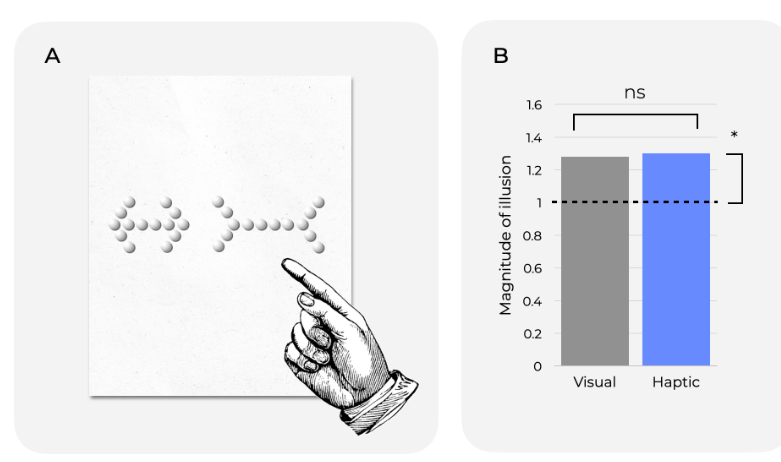 A
B
ns
*
1.6
1.4
1.2
1
0.8
0.6
0.4
0.2
0
Magnitude of illusion
Visual
Haptic